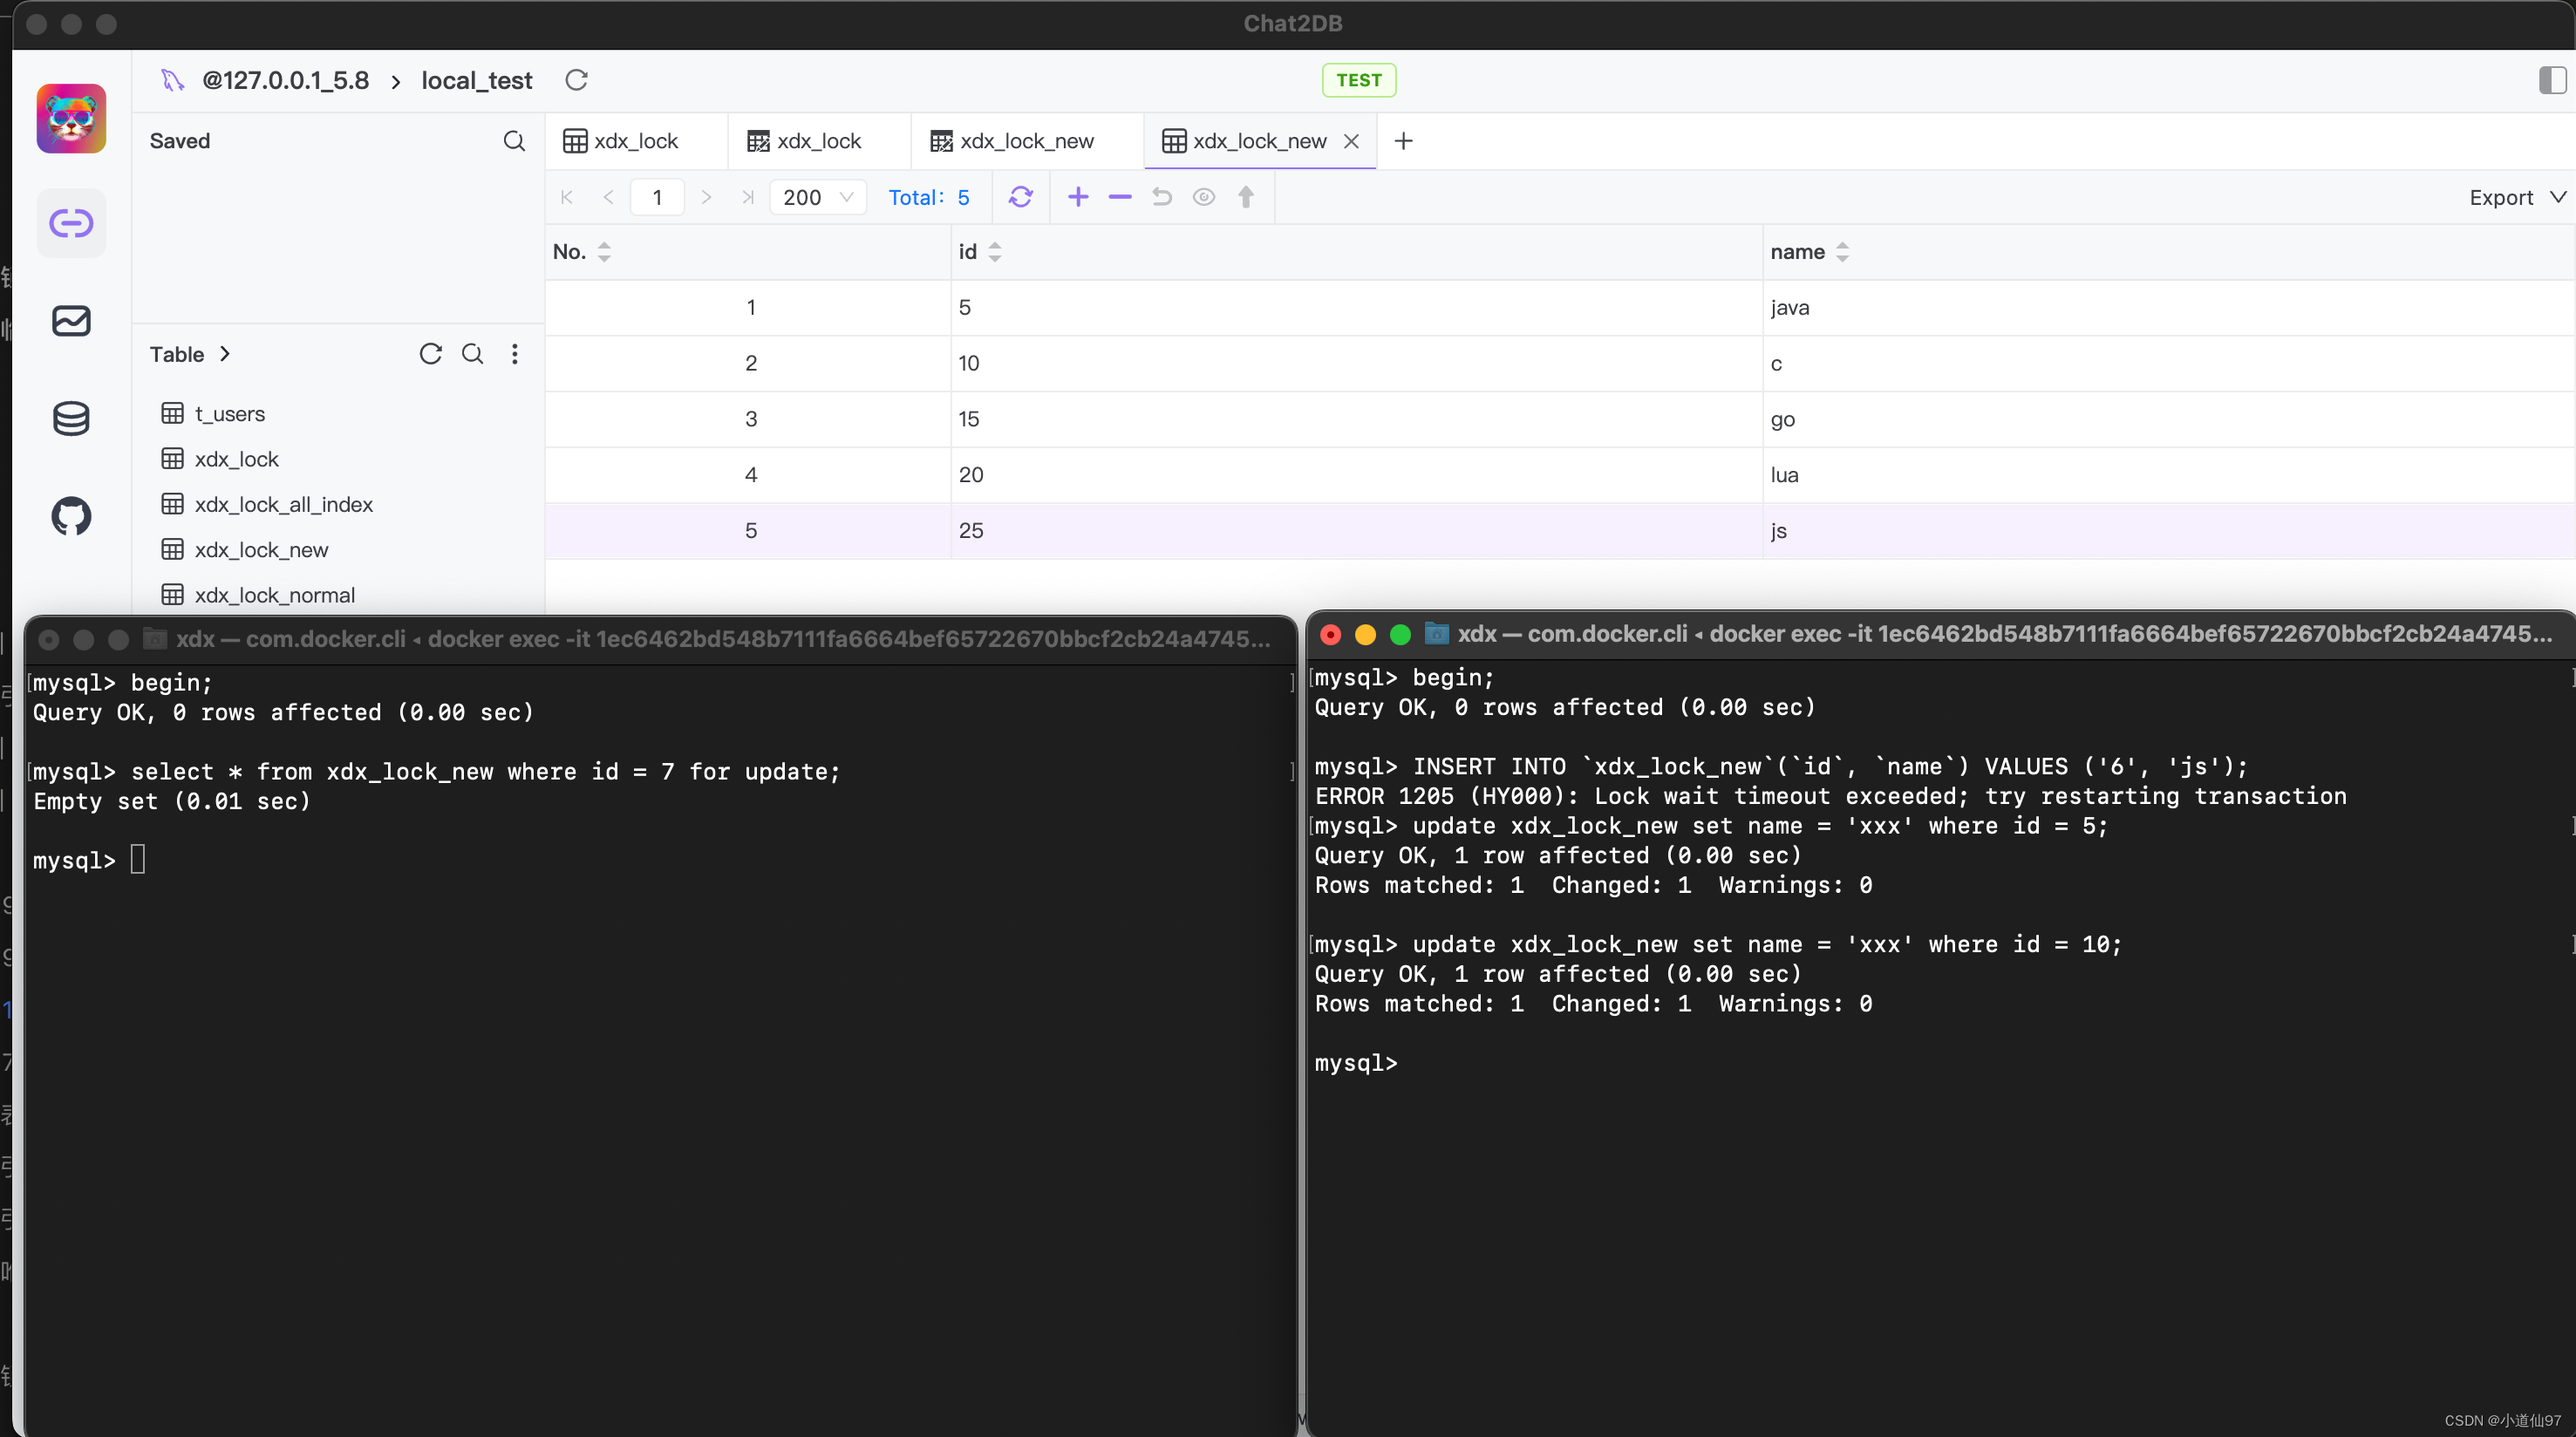 Chat2DB
@127.0.0.1_5.8 > local_test
TEST
Saved
xdx_lock
xdx_lock
xdx_lock_new
xdx_lock_new
1
200
Total: 5
Export
No. id name
1 5 java
2 10 c
3 15 go
4 20 lua
5 25 js
Table >
t_users
xdx_lock
xdx_lock_all_index
xdx_lock_new
xdx_lock_normal
xdx — com.docker.cli ◂ docker exec -it 1ec6462bd548b7111fa6664bef65722670bbcf2cb24a4745...
mysql> begin;
Query OK, 0 rows affected (0.00 sec)
mysql> select * from xdx_lock_new where id = 7 for update;
Empty set (0.01 sec)
mysql>
xdx — com.docker.cli ◂ docker exec -it 1ec6462bd548b7111fa6664bef65722670bbcf2cb24a4745...
mysql> begin;
Query OK, 0 rows affected (0.00 sec)
mysql> INSERT INTO `xdx_lock_new`(`id`, `name`) VALUES ('6', 'js');
ERROR 1205 (HY000): Lock wait timeout exceeded; try restarting transaction
mysql> update xdx_lock_new set name = 'xxx' where id = 5;
Query OK, 1 row affected (0.00 sec)
Rows matched: 1  Changed: 1  Warnings: 0
mysql> update xdx_lock_new set name = 'xxx' where id = 10;
Query OK, 1 row affected (0.00 sec)
Rows matched: 1  Changed: 1  Warnings: 0
mysql>
CSDN @小道仙97